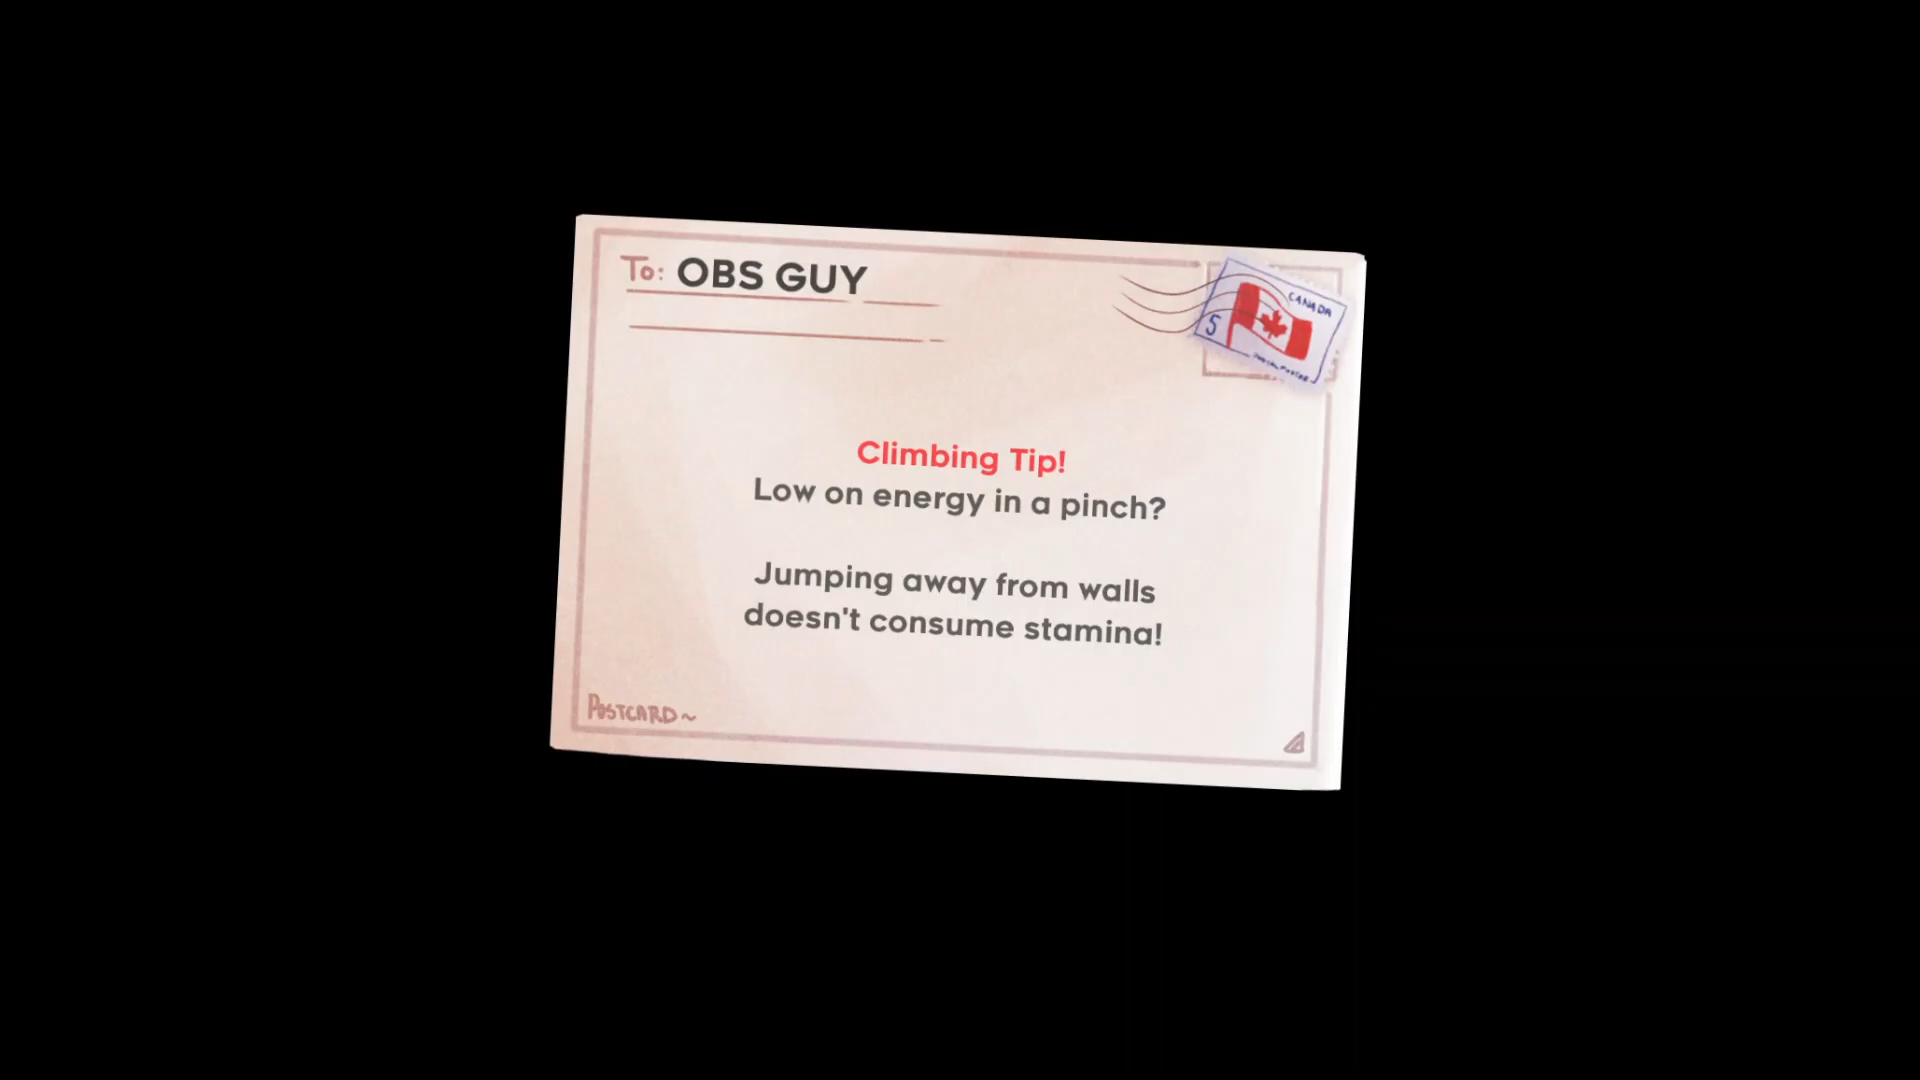 To: OBS GUY
CANADA
5
Climbing Tip!
Low on energy in a pinch?
Jumping away from walls
doesn't consume stamina!
POSTCARD~